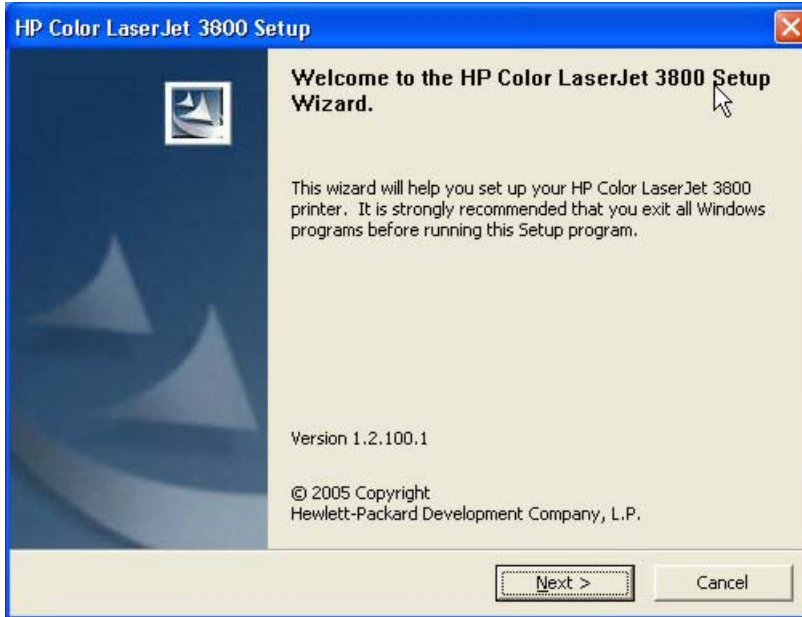 HP Color LaserJet 3800 Setup
Welcome to the HP Color LaserJet 3800 Setup
Wizard.
This wizard will help you set up your HP Color LaserJet 3800
printer. It is strongly recommended that you exit all Windows
programs before running this Setup program.
Version 1.2.100.1
© 2005 Copyright
Hewlett-Packard Development Company, L.P.
Next >
Cancel